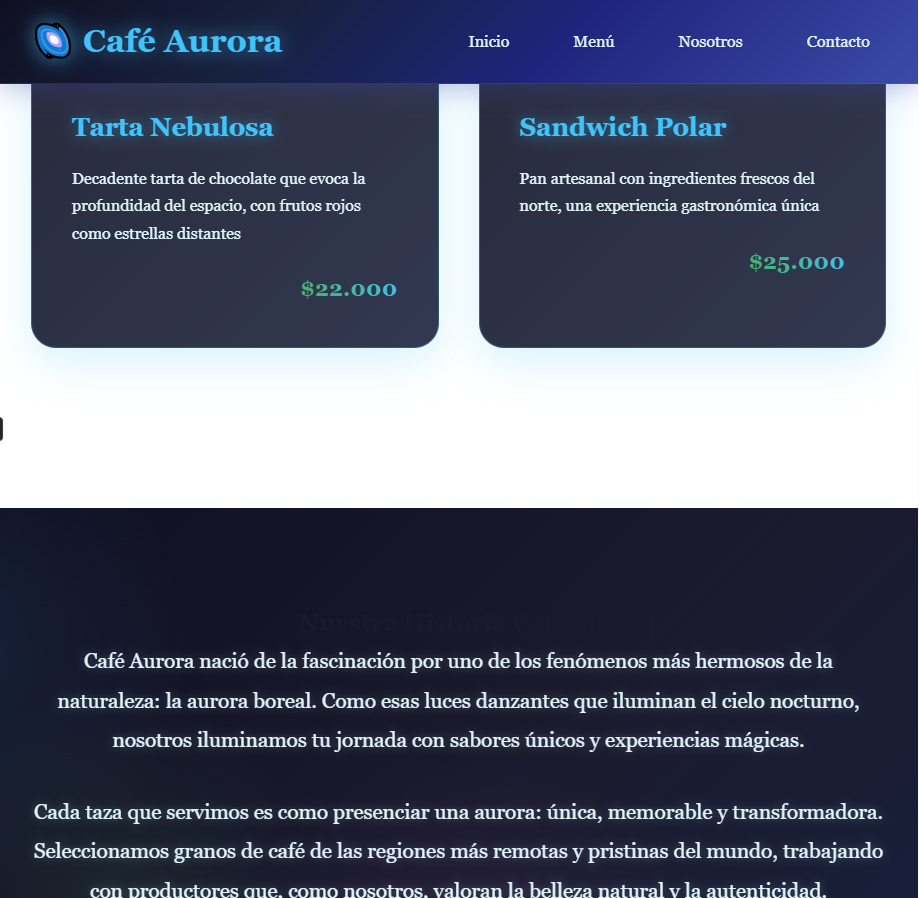 Café Aurora
Inicio
Menú
Nosotros
Contacto
Tarta Nebulosa
Decadente tarta de chocolate que evoca la
profundidad del espacio, con frutos rojos
como estrellas distantes
$22.000
Sandwich Polar
Pan artesanal con ingredientes frescos del
norte, una experiencia gastronómica única
$25.000
Nuestra Historia
Café Aurora nació de la fascinación por uno de los fenómenos más hermosos de la
naturaleza: la aurora boreal. Como esas luces danzantes que iluminan el cielo nocturno,
nosotros iluminamos tu jornada con sabores únicos y experiencias mágicas.
Cada taza que servimos es como presenciar una aurora: única, memorable y transformadora.
Seleccionamos granos de café de las regiones más remotas y pristinas del mundo, trabajando
con productores que, como nosotros, valoran la belleza natural y la autenticidad.